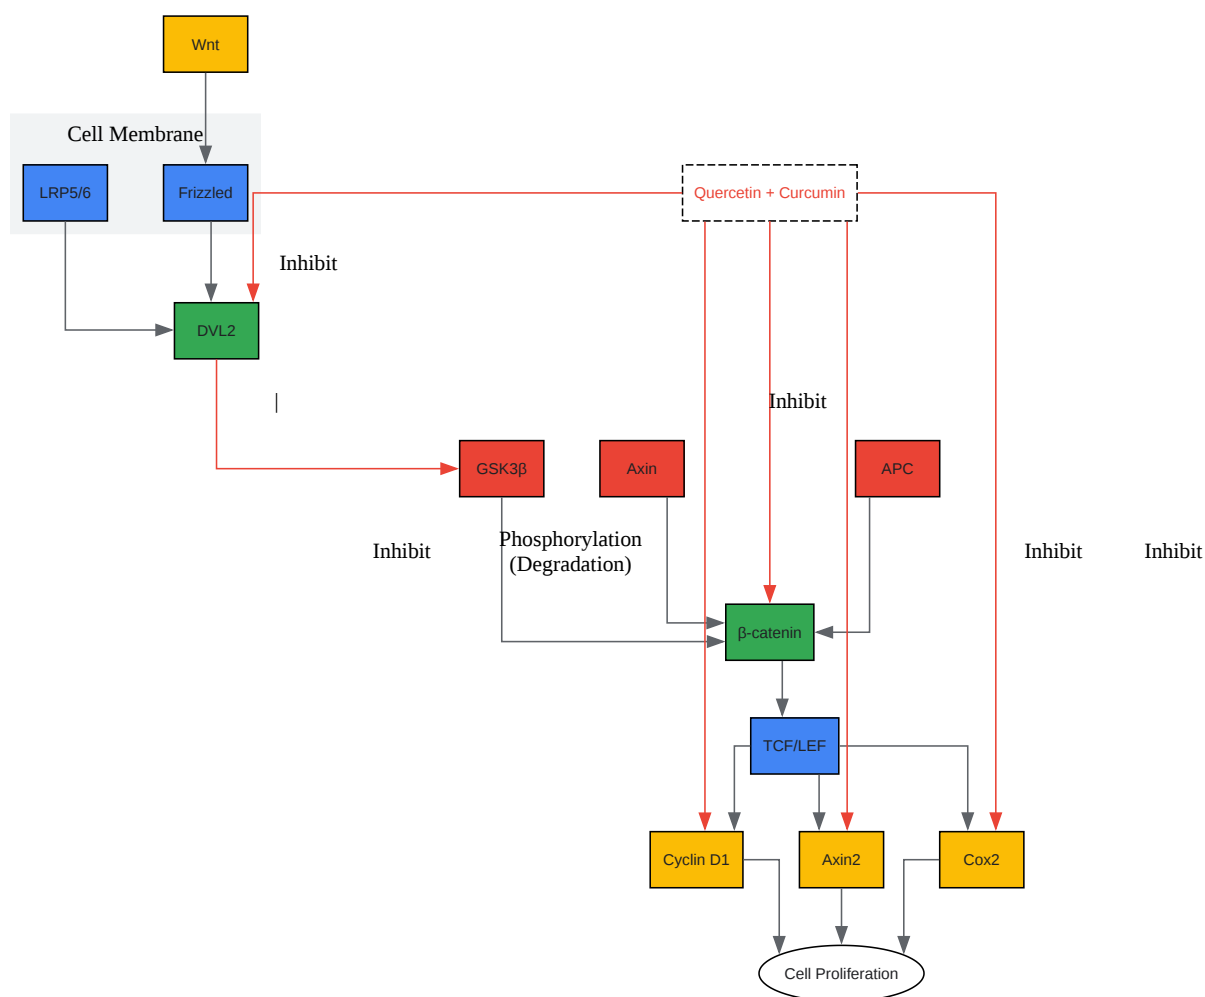 Wnt
Cell Membrane
LRP5/6
Frizzled
Quercetin + Curcumin
Inhibit
DVL2
|
Inhibit
GSK3β
Axin
APC
Inhibit
Phosphorylation
(Degradation)
Inhibit
Inhibit
β-catenin
TCF/LEF
Cyclin D1
Axin2
Cox2
Cell Proliferation